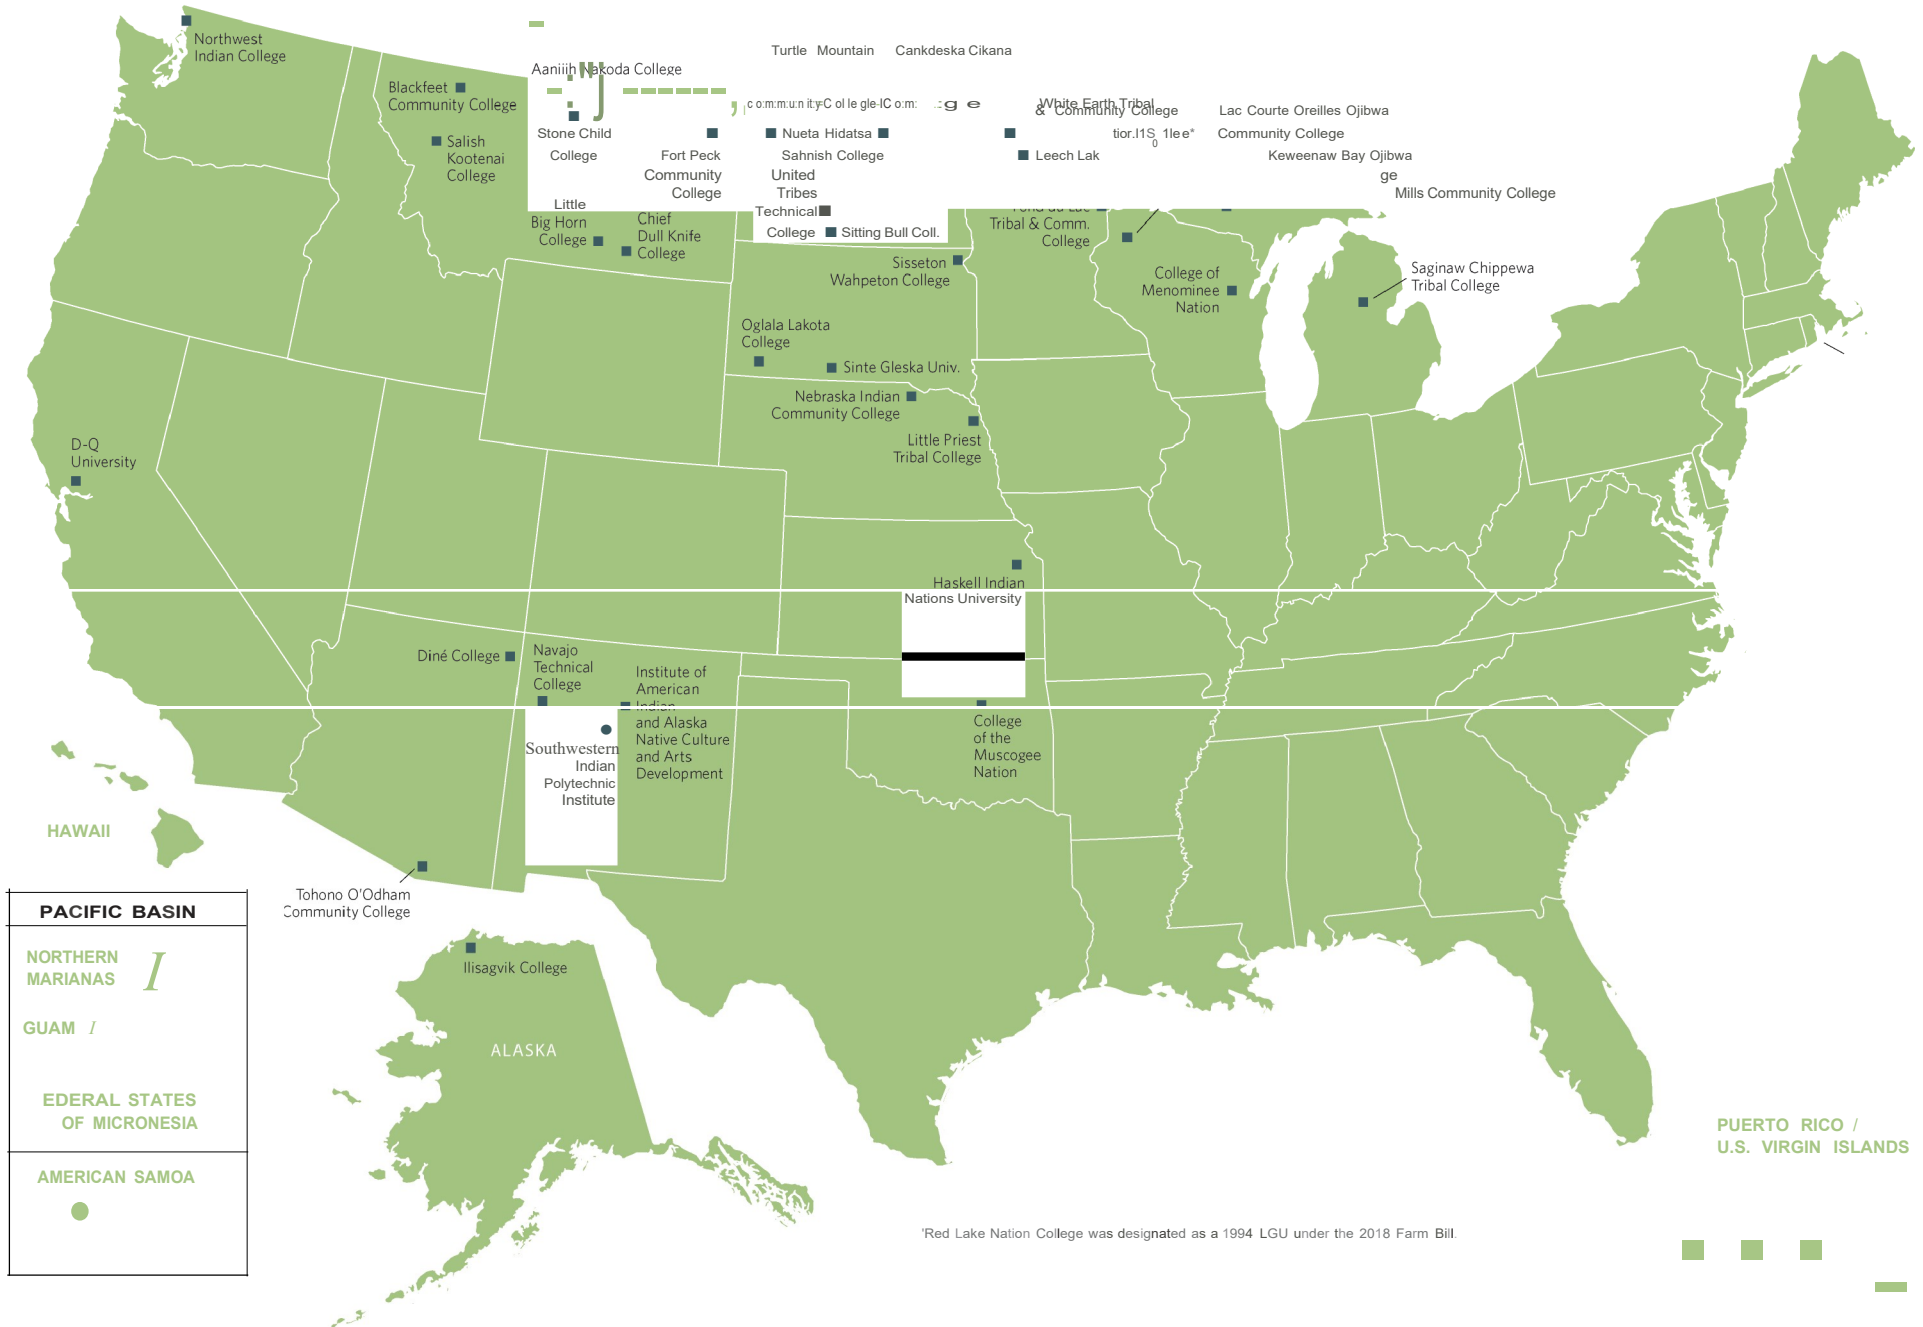 Northwest
Indian College
Blackfeet
Community College
Salish
Kootenai
College
Aaniiih Nakoda College
Turtle Mountain
Cankdeska Cikana
White Earth Tribal
& Community College
Lac Courte Oreilles Ojibwa
Community College
Stone Child
College
Fort Peck
Community
College
Nueta Hidatsa
Sahnish College
United
Tribes
Technical
College
Sitting Bull Coll.
Leech Lak
Keweenaw Bay Ojibwa
ge
Mills Community College
Little
Big Horn
College
Chief
Dull Knife
College
Tribal & Comm.
College
Sisseton
Wahpeton College
College of
Menominee
Nation
Saginaw Chippewa
Tribal College
Oglala Lakota
College
Sinte Gleska Univ.
Nebraska Indian
Community College
Little Priest
Tribal College
D-Q
University
Haskell Indian
Nations University
Diné College
Navajo
Technical
College
Institute of
American
Indian
and Alaska
Native Culture
and Arts
Development
Southwestern
Indian
Polytechnic
Institute
College
of the
Muscogee
Nation
Tohono O'Odham
Community College
HAWAII
PACIFIC BASIN
NORTHERN
MARIANAS I
GUAM I
EDERAL STATES
OF MICRONESIA
AMERICAN SAMOA
Ilisagvik College
ALASKA
PUERTO RICO /
U.S. VIRGIN ISLANDS
'Red Lake Nation College was designated as a 1994 LGU under the 2018 Farm Bill.